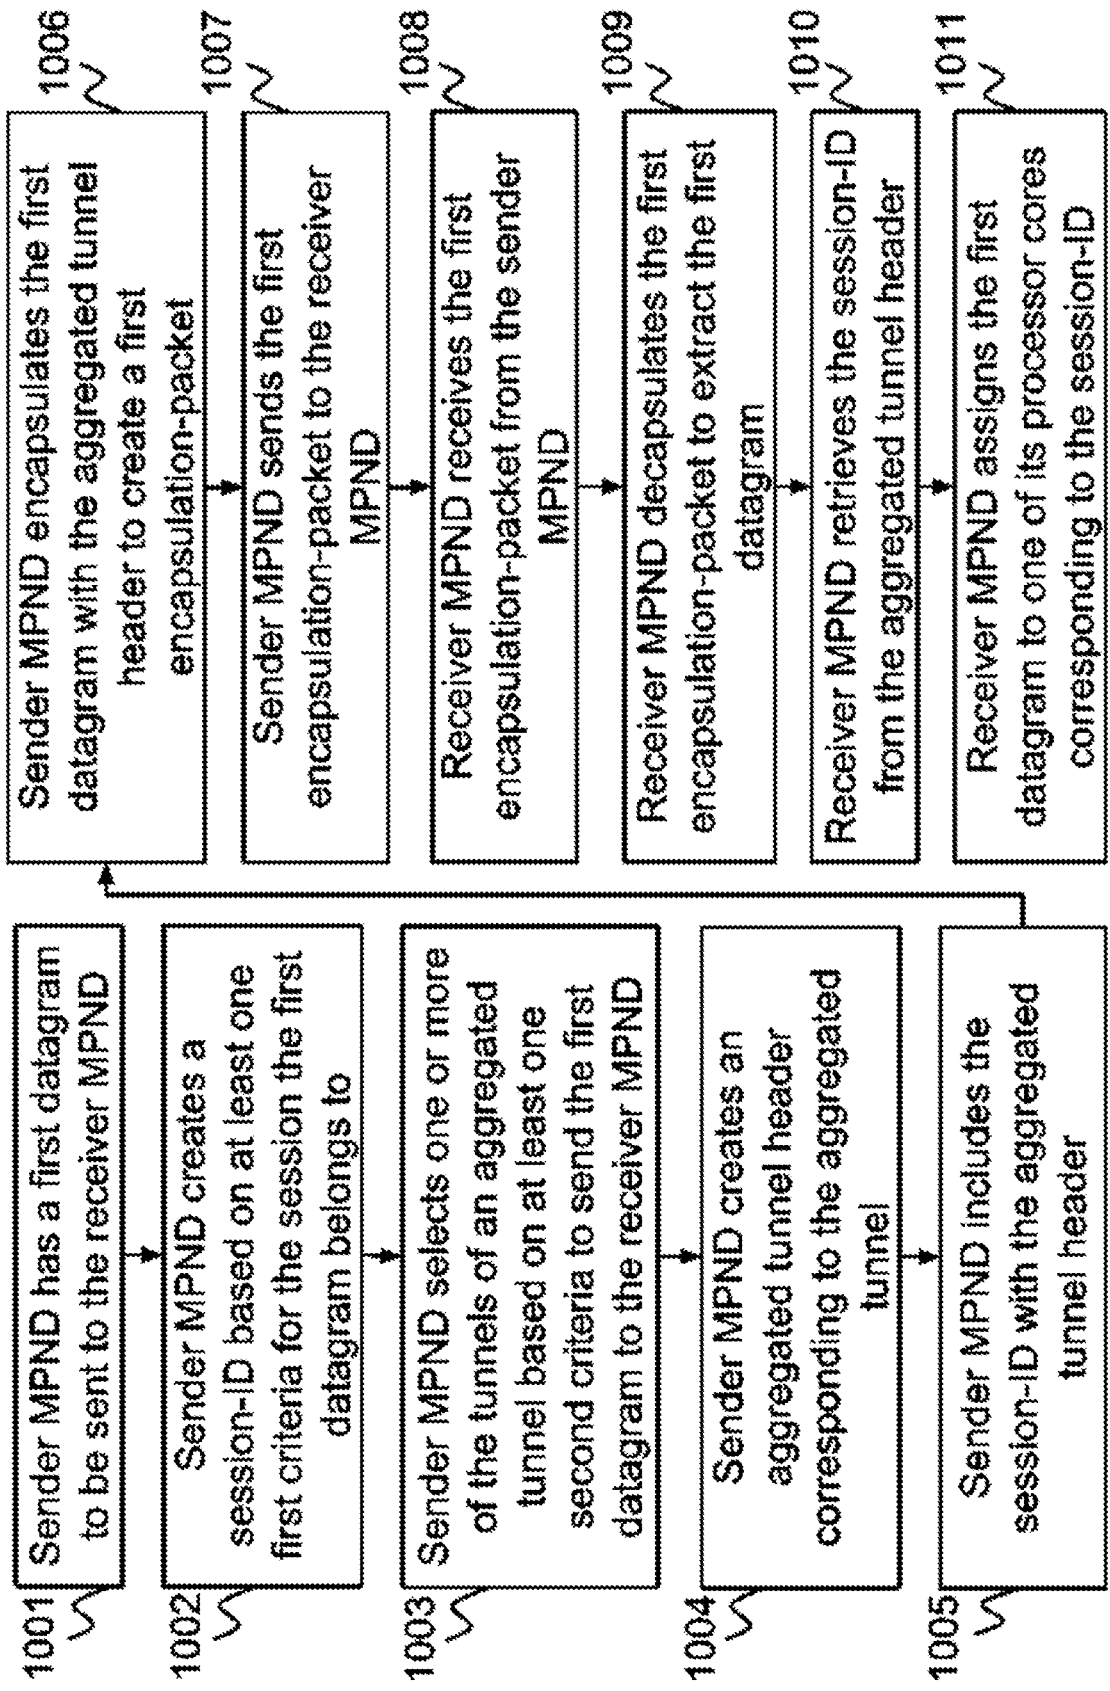 1001
Sender MPND has a first datagram
to be sent to the receiver MPND
1002
Sender MPND creates a
session-ID based on at least one
first criteria for the session the first
datagram belongs to
1003
Sender MPND selects one or more
of the tunnels of an aggregated
tunnel based on at least one
second criteria to send the first
datagram to the receiver MPND
1004
Sender MPND creates an
aggregated tunnel header
corresponding to the aggregated
tunnel
1005
Sender MPND includes the
session-ID with the aggregated
tunnel header
1006
Sender MPND encapsulates the first
datagram with the aggregated tunnel
header to create a first
encapsulation-packet
1007
Sender MPND sends the first
encapsulation-packet to the receiver
MPND
1008
Receiver MPND receives the first
encapsulation-packet from the sender
MPND
1009
Receiver MPND decapsulates the first
encapsulation-packet to extract the first
datagram
1010
Receiver MPND retrieves the session-ID
from the aggregated tunnel header
1011
Receiver MPND assigns the first
datagram to one of its processor cores
corresponding to the session-ID